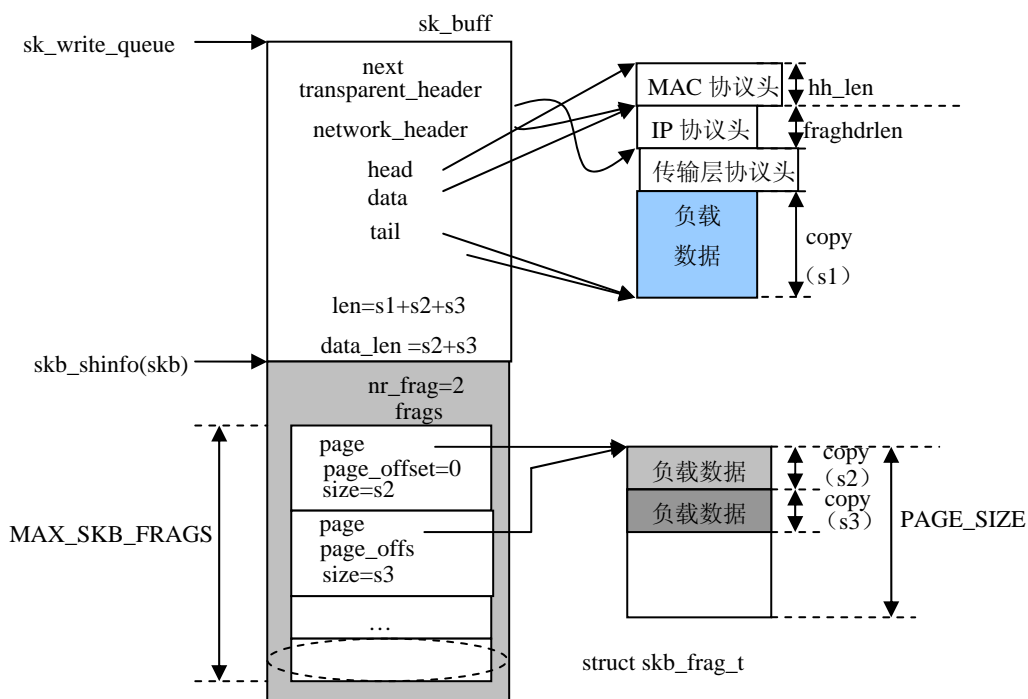 sk_buff
sk_write_queue
next
transparent_header
network_header
head
data
tail
len=s1+s2+s3
data_len =s2+s3
MAC 协议头
hh_len
IP 协议头
fraghdrlen
传输层协议头
负载
数据
copy
（s1）
skb_shinfo(skb)
nr_frag=2
frags
page
page_offset=0
size=s2
page
page_offs
size=s3
…
MAX_SKB_FRAGS
负载数据
copy
（s2）
负载数据
copy
（s3）
PAGE_SIZE
struct skb_frag_t